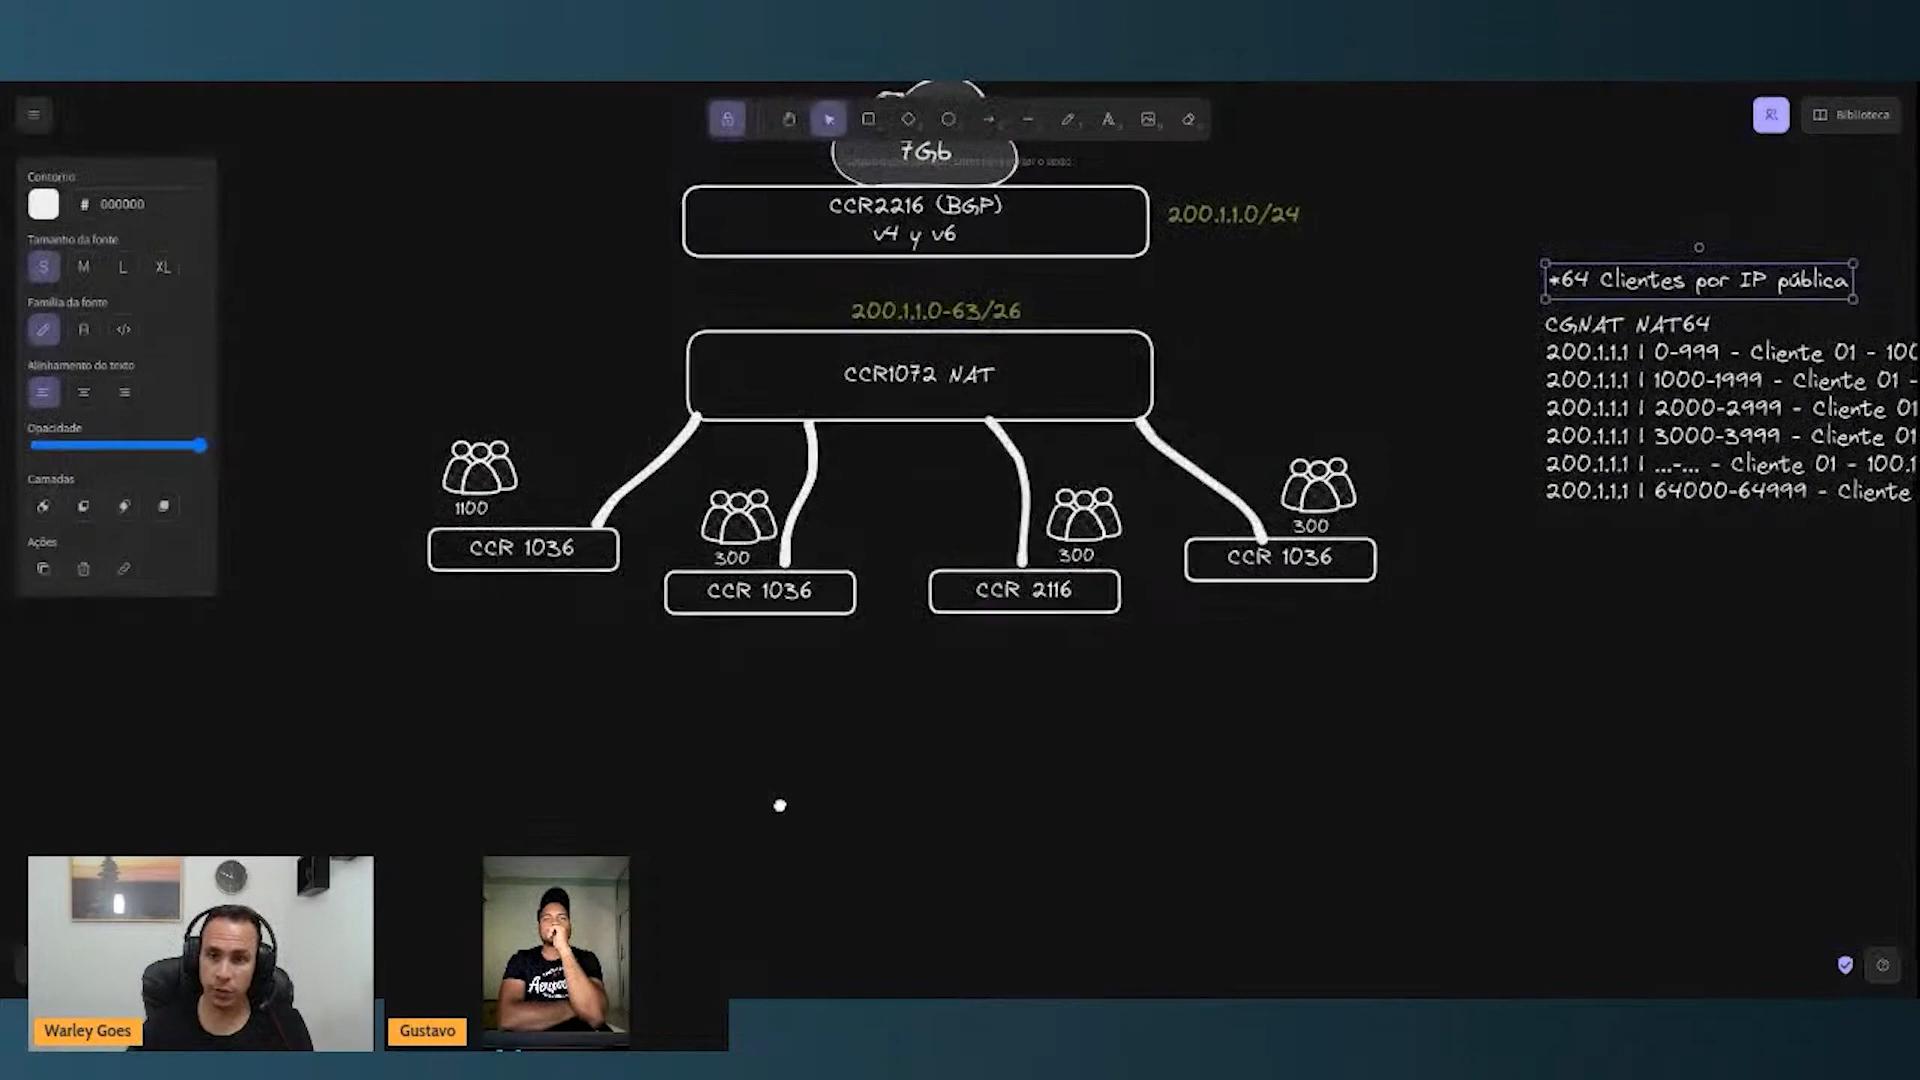 Biblioteca
7Gb
Contorno
# 000000
Tamanho da fonte
S M L XL
Família da fonte
Alinhamento do texto
Opacidade
Camadas
Ações
CCR2216 (BGP)
v4 y v6
200.1.1.0/24
200.1.1.0-63/26
CCR1072 NAT
1100
CCR 1036
300
CCR 1036
300
CCR 2116
300
CCR 1036
*64 Clientes por IP pública
CGNAT NAT64
200.1.1.1 | 0-999 - Cliente 01 - 100
200.1.1.1 | 1000-1999 - Cliente 01 -
200.1.1.1 | 2000-2999 - Cliente 01
200.1.1.1 | 3000-3999 - Cliente 01
200.1.1.1 | ...-... - Cliente 01 - 100.1
200.1.1.1 | 64000-64999 - Cliente
Warley Goes
Gustavo